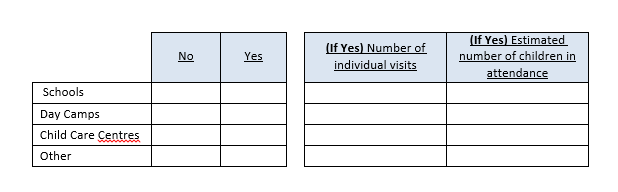 No
Yes
(If Yes) Number of
individual visits
(If Yes) Estimated
number of children in
attendance
Schools
Day Camps
Child Care Centres
Other